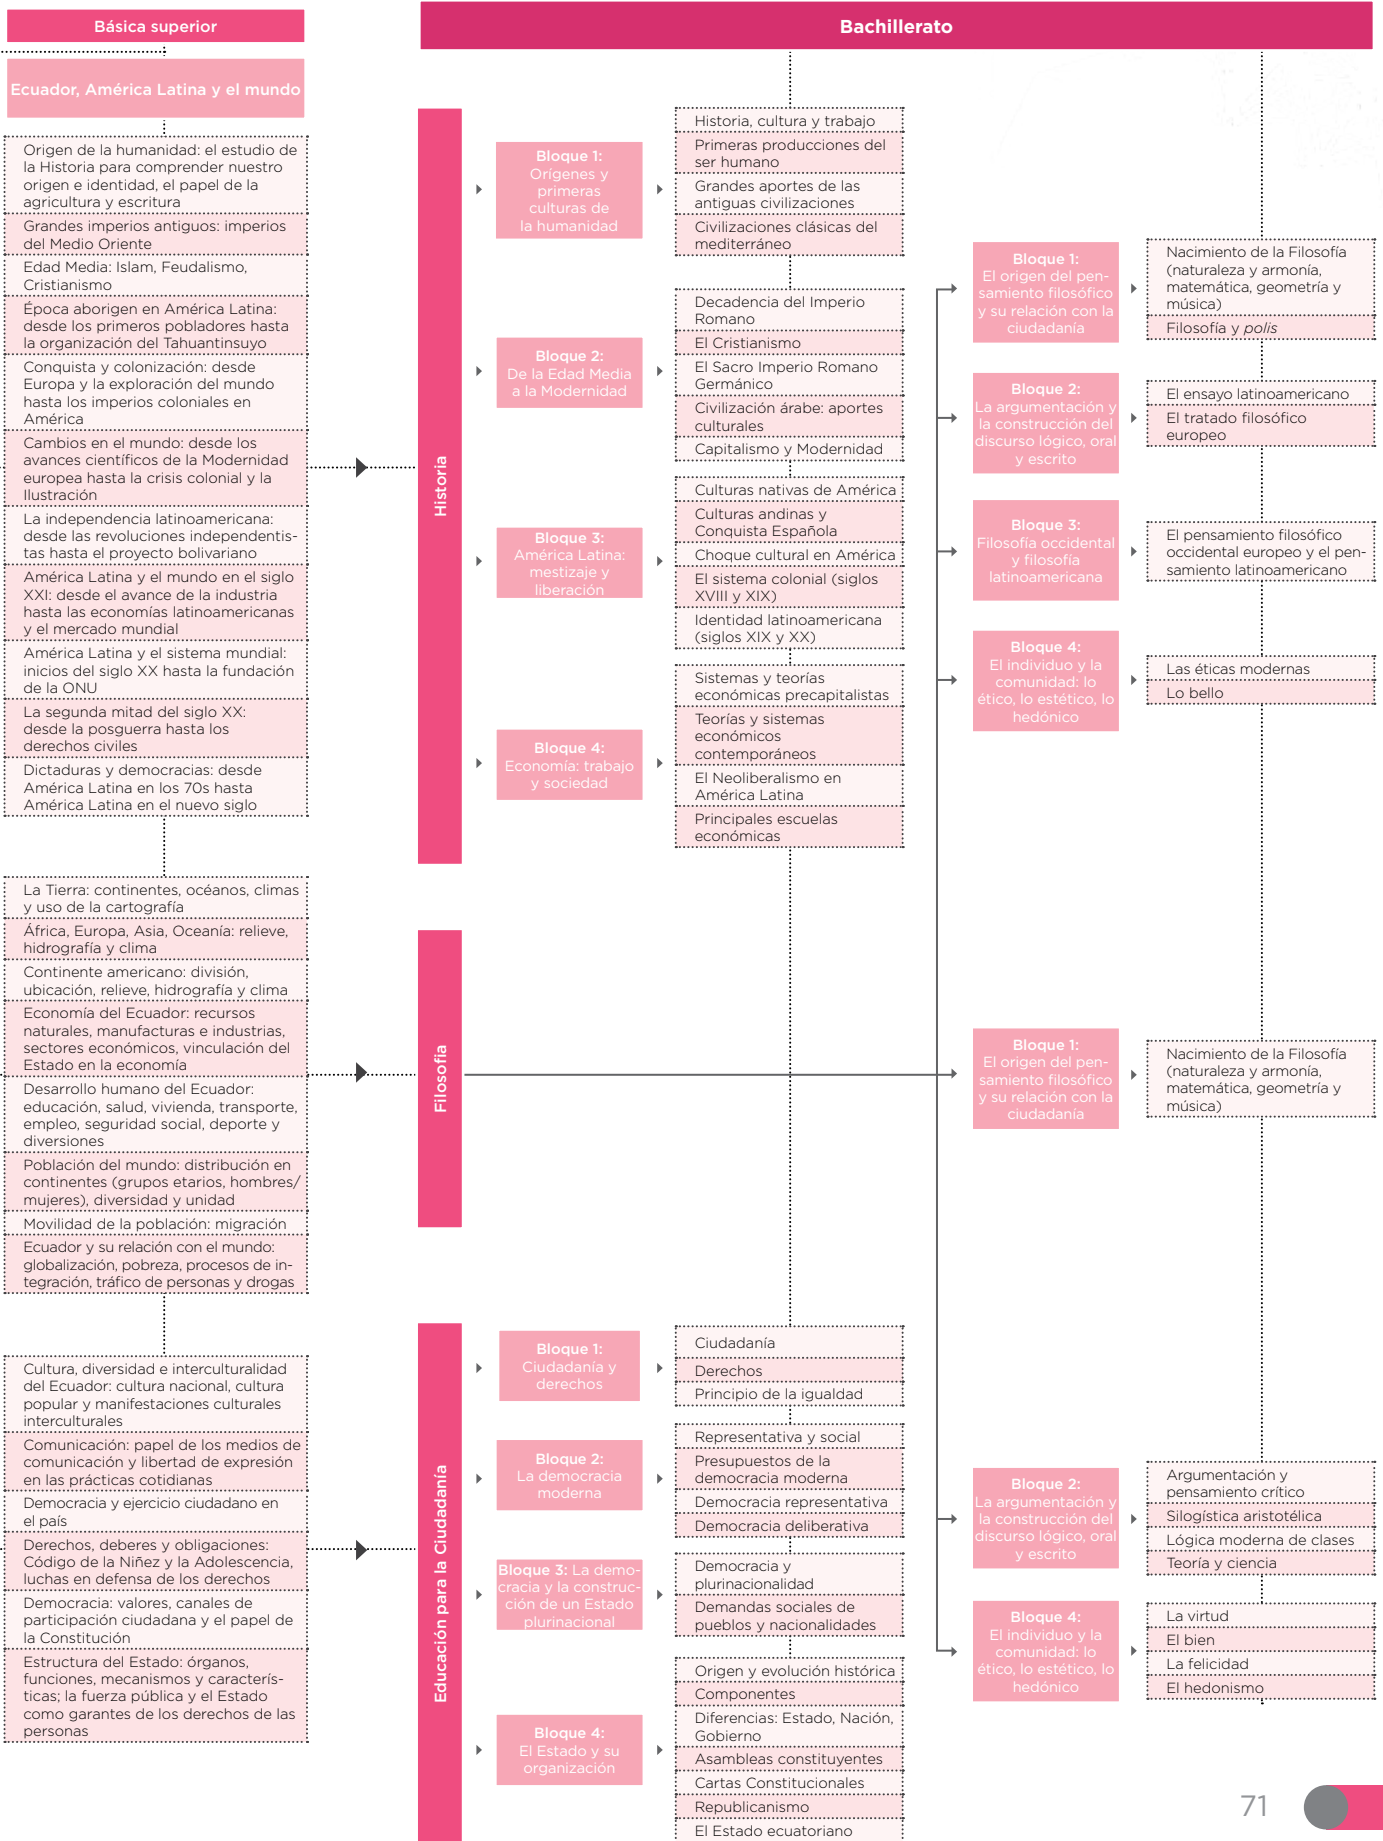 Básica superior
Bachillerato
Ecuador, América Latina y el mundo
Origen de la humanidad: el estudio de
la Historia para comprender nuestro
origen e identidad, el papel de la
agricultura y escritura
Grandes imperios antiguos: imperios
del Medio Oriente
Edad Media: Islam, Feudalismo,
Cristianismo
Época aborigen en América Latina:
desde los primeros pobladores hasta
la organización del Tahuantinsuyo
Conquista y colonización: desde
Europa y la exploración del mundo
hasta los imperios coloniales en
América
Cambios en el mundo: desde los
avances científicos de la Modernidad
europea hasta la crisis colonial y la
Ilustración
La independencia latinoamericana:
desde las revoluciones independentis-
tas hasta el proyecto bolivariano
América Latina y el mundo en el siglo
XXI: desde el avance de la industria
hasta las economías latinoamericanas
y el mercado mundial
América Latina y el sistema mundial:
inicios del siglo XX hasta la fundación
de la ONU
La segunda mitad del siglo XX:
desde la posguerra hasta los
derechos civiles
Dictaduras y democracias: desde
América Latina en los 70s hasta
América Latina en el nuevo siglo
La Tierra: continentes, océanos, climas
y uso de la cartografía
África, Europa, Asia, Oceanía: relieve,
hidrografía y clima
Continente americano: división,
ubicación, relieve, hidrografía y clima
Economía del Ecuador: recursos
naturales, manufacturas e industrias,
sectores económicos, vinculación del
Estado en la economía
Desarrollo humano del Ecuador:
educación, salud, vivienda, transporte,
empleo, seguridad social, deporte y
diversiones
Población del mundo: distribución en
continentes (grupos etarios, hombres/
mujeres), diversidad y unidad
Movilidad de la población: migración
Ecuador y su relación con el mundo:
globalización, pobreza, procesos de in-
tegración, tráfico de personas y drogas
Cultura, diversidad e interculturalidad
del Ecuador: cultura nacional, cultura
popular y manifestaciones culturales
interculturales
Comunicación: papel de los medios de
comunicación y libertad de expresión
en las prácticas cotidianas
Democracia y ejercicio ciudadano en
el país
Derechos, deberes y obligaciones:
Código de la Niñez y la Adolescencia,
luchas en defensa de los derechos
Democracia: valores, canales de
participación ciudadana y el papel de
la Constitución
Estructura del Estado: órganos,
funciones, mecanismos y caracterís-
ticas; la fuerza pública y el Estado
como garantes de los derechos de las
personas
Historia
Bloque 1:
Orígenes y
primeras
culturas de
la humanidad
Historia, cultura y trabajo
Primeras producciones del
ser humano
Grandes aportes de las
antiguas civilizaciones
Civilizaciones clásicas del
mediterráneo
Bloque 2:
De la Edad Media
a la Modernidad
Decadencia del Imperio
Romano
El Cristianismo
El Sacro Imperio Romano
Germánico
Civilización árabe: aportes
culturales
Capitalismo y Modernidad
Bloque 3:
América Latina:
mestizaje y
liberación
Culturas nativas de América
Culturas andinas y
Conquista Española
Choque cultural en América
El sistema colonial (siglos
XVIII y XIX)
Identidad latinoamericana
(siglos XIX y XX)
Bloque 4:
Economía: trabajo
y sociedad
Sistemas y teorías
económicas precapitalistas
Teorías y sistemas
económicos
contemporáneos
El Neoliberalismo en
América Latina
Principales escuelas
económicas
Filosofía
Bloque 1:
El origen del pen-
samiento filosófico
y su relación con la
ciudadanía
Nacimiento de la Filosofía
(naturaleza y armonía,
matemática, geometría y
música)
Filosofía y polis
Bloque 2:
La argumentación y
la construcción del
discurso lógico, oral
y escrito
El ensayo latinoamericano
El tratado filosófico
europeo
Bloque 3:
Filosofía occidental
y filosofía
latinoamericana
El pensamiento filosófico
occidental europeo y el pen-
samiento latinoamericano
Bloque 4:
El individuo y la
comunidad: lo
ético, lo estético, lo
hedónico
Las éticas modernas
Lo bello
Bloque 1:
El origen del pen-
samiento filosófico
y su relación con la
ciudadanía
Nacimiento de la Filosofía
(naturaleza y armonía,
matemática, geometría y
música)
Bloque 2:
La argumentación y
la construcción del
discurso lógico, oral
y escrito
Argumentación y
pensamiento crítico
Silogística aristotélica
Lógica moderna de clases
Teoría y ciencia
Bloque 4:
El individuo y la
comunidad: lo
ético, lo estético, lo
hedónico
La virtud
El bien
La felicidad
El hedonismo
Educación para la Ciudadanía
Bloque 1:
Ciudadanía y
derechos
Ciudadanía
Derechos
Principio de la igualdad
Bloque 2:
La democracia
moderna
Representativa y social
Presupuestos de la
democracia moderna
Democracia representativa
Democracia deliberativa
Bloque 3: La demo-
cracia y la construc-
ción de un Estado
plurinacional
Democracia y
plurinacionalidad
Demandas sociales de
pueblos y nacionalidades
Bloque 4:
El Estado y su
organización
Origen y evolución histórica
Componentes
Diferencias: Estado, Nación,
Gobierno
Asambleas constituyentes
Cartas Constitucionales
Republicanismo
El Estado ecuatoriano
71